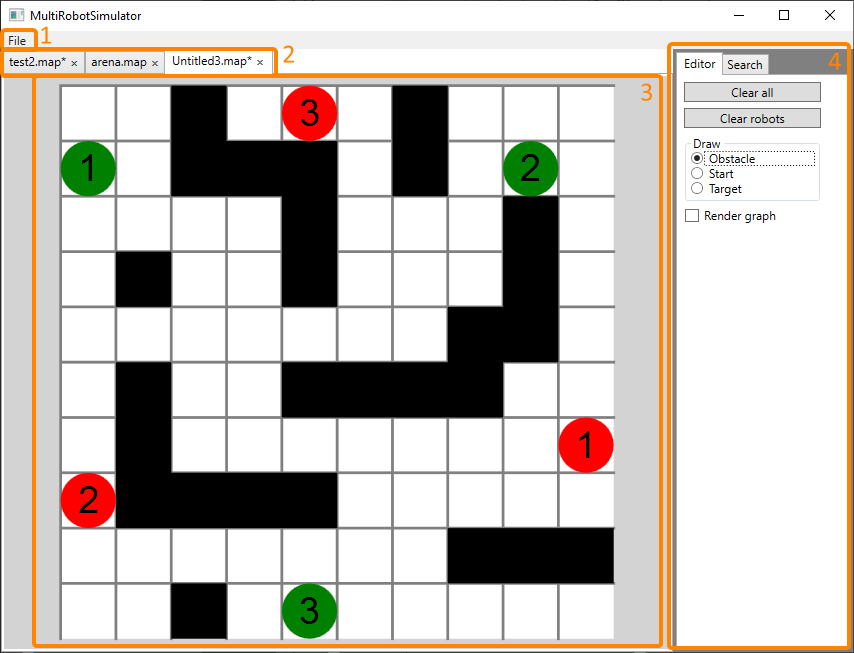 MultiRobotSimulator
File 1
test2.map* × arena.map × Untitled3.map* × 2
3
4
Editor Search
Clear all
Clear robots
Draw
Obstacle
Start
Target
Render graph
3
1 2
1
2
3